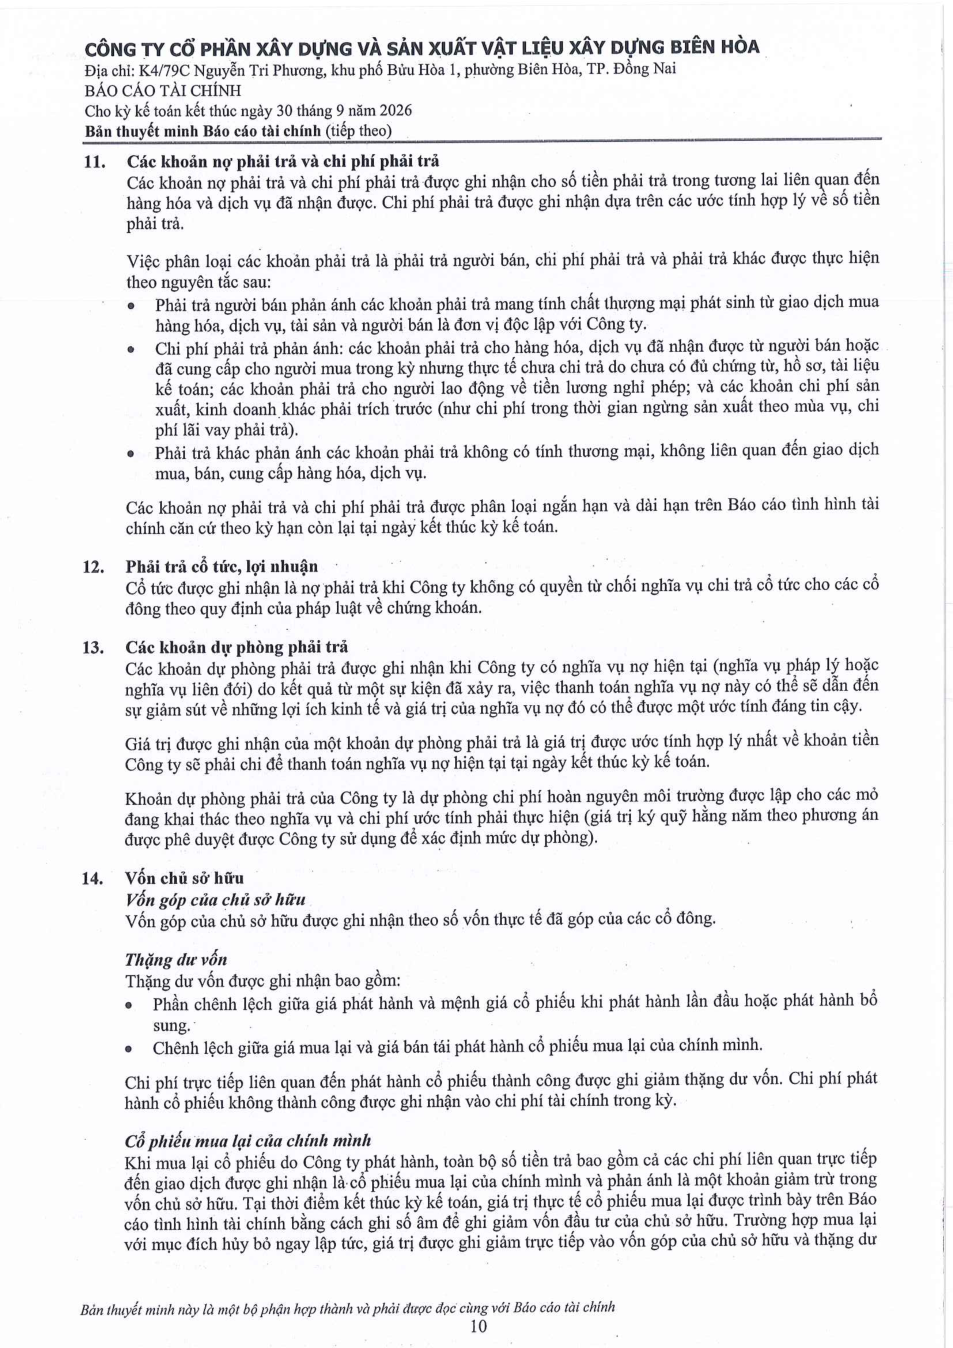 CÔNG TY CỔ PHẦN XÂY DỰNG VÀ SẢN XUẤT VẬT LIỆU XÂY DỰNG BIÊN HÒA
Địa chỉ: K4/79C Nguyễn Tri Phương, khu phố Bửu Hòa 1, phường Biên Hòa, TP. Đồng Nai
BÁO CÁO TÀI CHÍNH
Cho kỳ kế toán kết thúc ngày 30 tháng 9 năm 2026
Bản thuyết minh Báo cáo tài chính (tiếp theo)
11. Các khoản nợ phải trả và chi phí phải trả
Các khoản nợ phải trả và chi phí phải trả được ghi nhận cho số tiền phải trả trong tương lai liên quan đến
hàng hóa và dịch vụ đã nhận được. Chi phí phải trả được ghi nhận dựa trên các ước tính hợp lý về số tiền
phải trả.
Việc phân loại các khoản phải trả là phải trả người bán, chi phí phải trả và phải trả khác được thực hiện
theo nguyên tắc sau:
• Phải trả người bán phản ánh các khoản phải trả mang tính chất thương mại phát sinh từ giao dịch mua
hàng hóa, dịch vụ, tài sản và người bán là đơn vị độc lập với Công ty.
• Chi phí phải trả phản ánh: các khoản phải trả cho hàng hóa, dịch vụ đã nhận được từ người bán hoặc
đã cung cấp cho người mua trong kỳ nhưng thực tế chưa chi trả do chưa có đủ chứng từ, hồ sơ, tài liệu
kế toán; các khoản phải trả cho người lao động về tiền lương nghỉ phép; và các khoản chi phí sản
xuất, kinh doanh khác phải trích trước (như chi phí trong thời gian ngừng sản xuất theo mùa vụ, chi
phí lãi vay phải trả).
• Phải trả khác phản ánh các khoản phải trả không có tính thương mại, không liên quan đến giao dịch
mua, bán, cung cấp hàng hóa, dịch vụ.
Các khoản nợ phải trả và chi phí phải trả được phân loại ngắn hạn và dài hạn trên Báo cáo tình hình tài
chính căn cứ theo kỳ hạn còn lại tại ngày kết thúc kỳ kế toán.
12. Phải trả cổ tức, lợi nhuận
Cổ tức được ghi nhận là nợ phải trả khi Công ty không có quyền từ chối nghĩa vụ chi trả cổ tức cho các cổ
đông theo quy định của pháp luật về chứng khoán.
13. Các khoản dự phòng phải trả
Các khoản dự phòng phải trả được ghi nhận khi Công ty có nghĩa vụ nợ hiện tại (nghĩa vụ pháp lý hoặc
nghĩa vụ liên đới) do kết quả từ một sự kiện đã xảy ra, việc thanh toán nghĩa vụ nợ này có thể sẽ dẫn đến
sự giảm sút về những lợi ích kinh tế và giá trị của nghĩa vụ nợ đó có thể được một ước tính đáng tin cậy.
Giá trị được ghi nhận của một khoản dự phòng phải trả là giá trị được ước tính hợp lý nhất về khoản tiền
Công ty sẽ phải chi để thanh toán nghĩa vụ nợ hiện tại tại ngày kết thúc kỳ kế toán.
Khoản dự phòng phải trả của Công ty là dự phòng chi phí hoàn nguyên môi trường được lập cho các mỏ
đang khai thác theo nghĩa vụ và chi phí ước tính phải thực hiện (giá trị ký quỹ hằng năm theo phương án
được phê duyệt được Công ty sử dụng để xác định mức dự phòng).
14. Vốn chủ sở hữu
Vốn góp của chủ sở hữu
Vốn góp của chủ sở hữu được ghi nhận theo số vốn thực tế đã góp của các cổ đông.
Thặng dư vốn
Thặng dư vốn được ghi nhận bao gồm:
• Phần chênh lệch giữa giá phát hành và mệnh giá cổ phiếu khi phát hành lần đầu hoặc phát hành bổ
sung.
• Chênh lệch giữa giá mua lại và giá bán tái phát hành cổ phiếu mua lại của chính mình.
Chi phí trực tiếp liên quan đến phát hành cổ phiếu thành công được ghi giảm thặng dư vốn. Chi phí phát
hành cổ phiếu không thành công được ghi nhận vào chi phí tài chính trong kỳ.
Cổ phiếu mua lại của chính mình
Khi mua lại cổ phiếu do Công ty phát hành, toàn bộ số tiền trả bao gồm cả các chi phí liên quan trực tiếp
đến giao dịch được ghi nhận là cổ phiếu mua lại của chính mình và phản ánh là một khoản giảm trừ trong
vốn chủ sở hữu. Tại thời điểm kết thúc kỳ kế toán, giá trị thực tế cổ phiếu mua lại được trình bày trên Báo
cáo tình hình tài chính bằng cách ghi số âm để ghi giảm vốn đầu tư của chủ sở hữu. Trường hợp mua lại
với mục đích hủy bỏ ngay lập tức, giá trị được ghi giảm trực tiếp vào vốn góp của chủ sở hữu và thặng dư
Bản thuyết minh này là một bộ phận hợp thành và phải được đọc cùng với Báo cáo tài chính
10